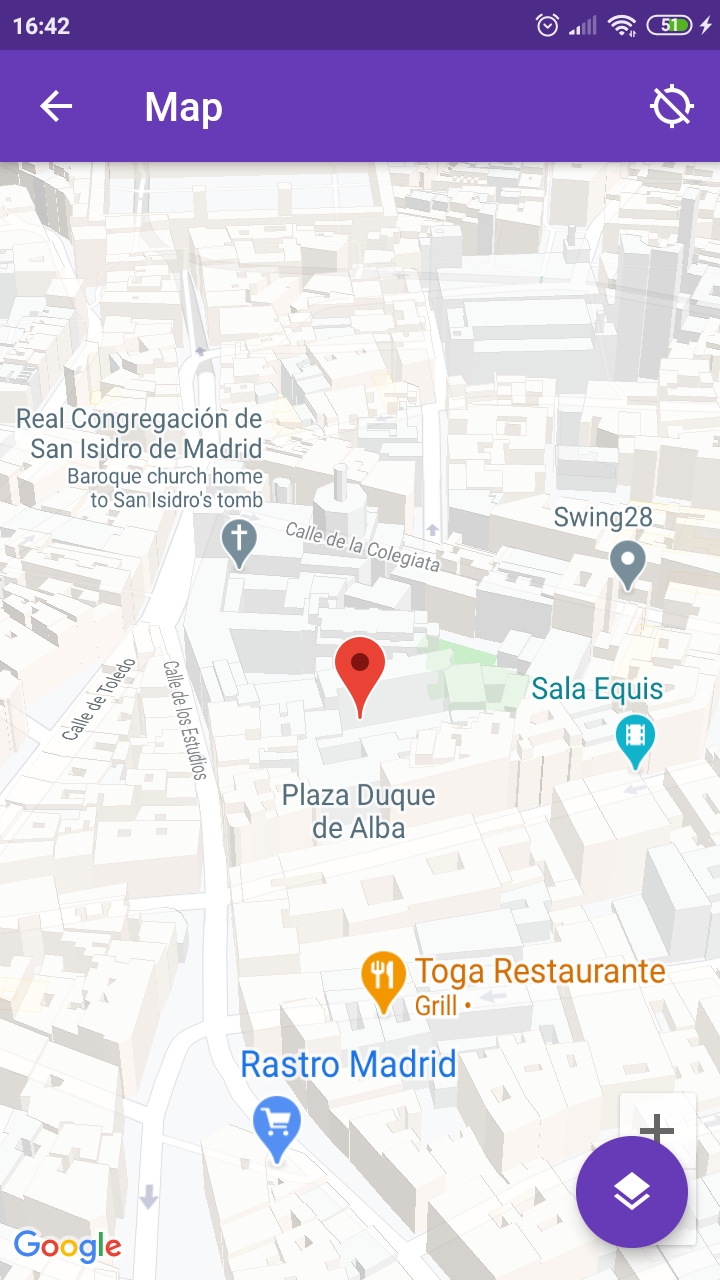 16:42
51
Map
Real Congregación de
San Isidro de Madrid
Baroque church home
to San Isidro's tomb
Calle de la Colegiata
Swing28
Calle de Toledo
Calle de los Estudios
Sala Equis
Plaza Duque
de Alba
Toga Restaurante
Grill •
Rastro Madrid
Google